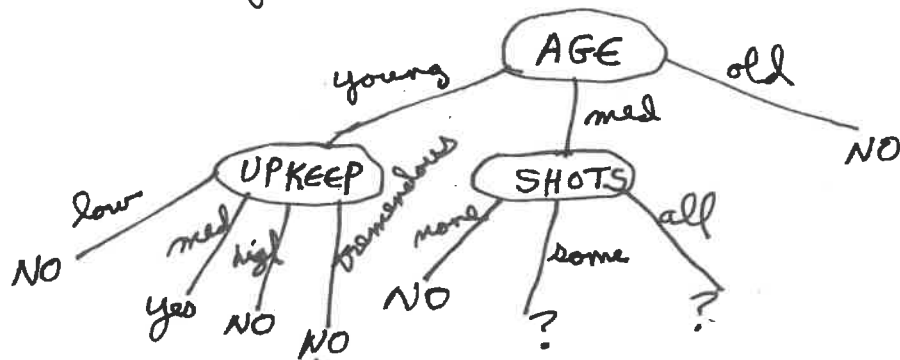 AGE
young
med
old
NO
UPKEEP
SHOTS
low
med
high
tremendous
none
some
all
NO
Yes
NO
NO
NO
?
?